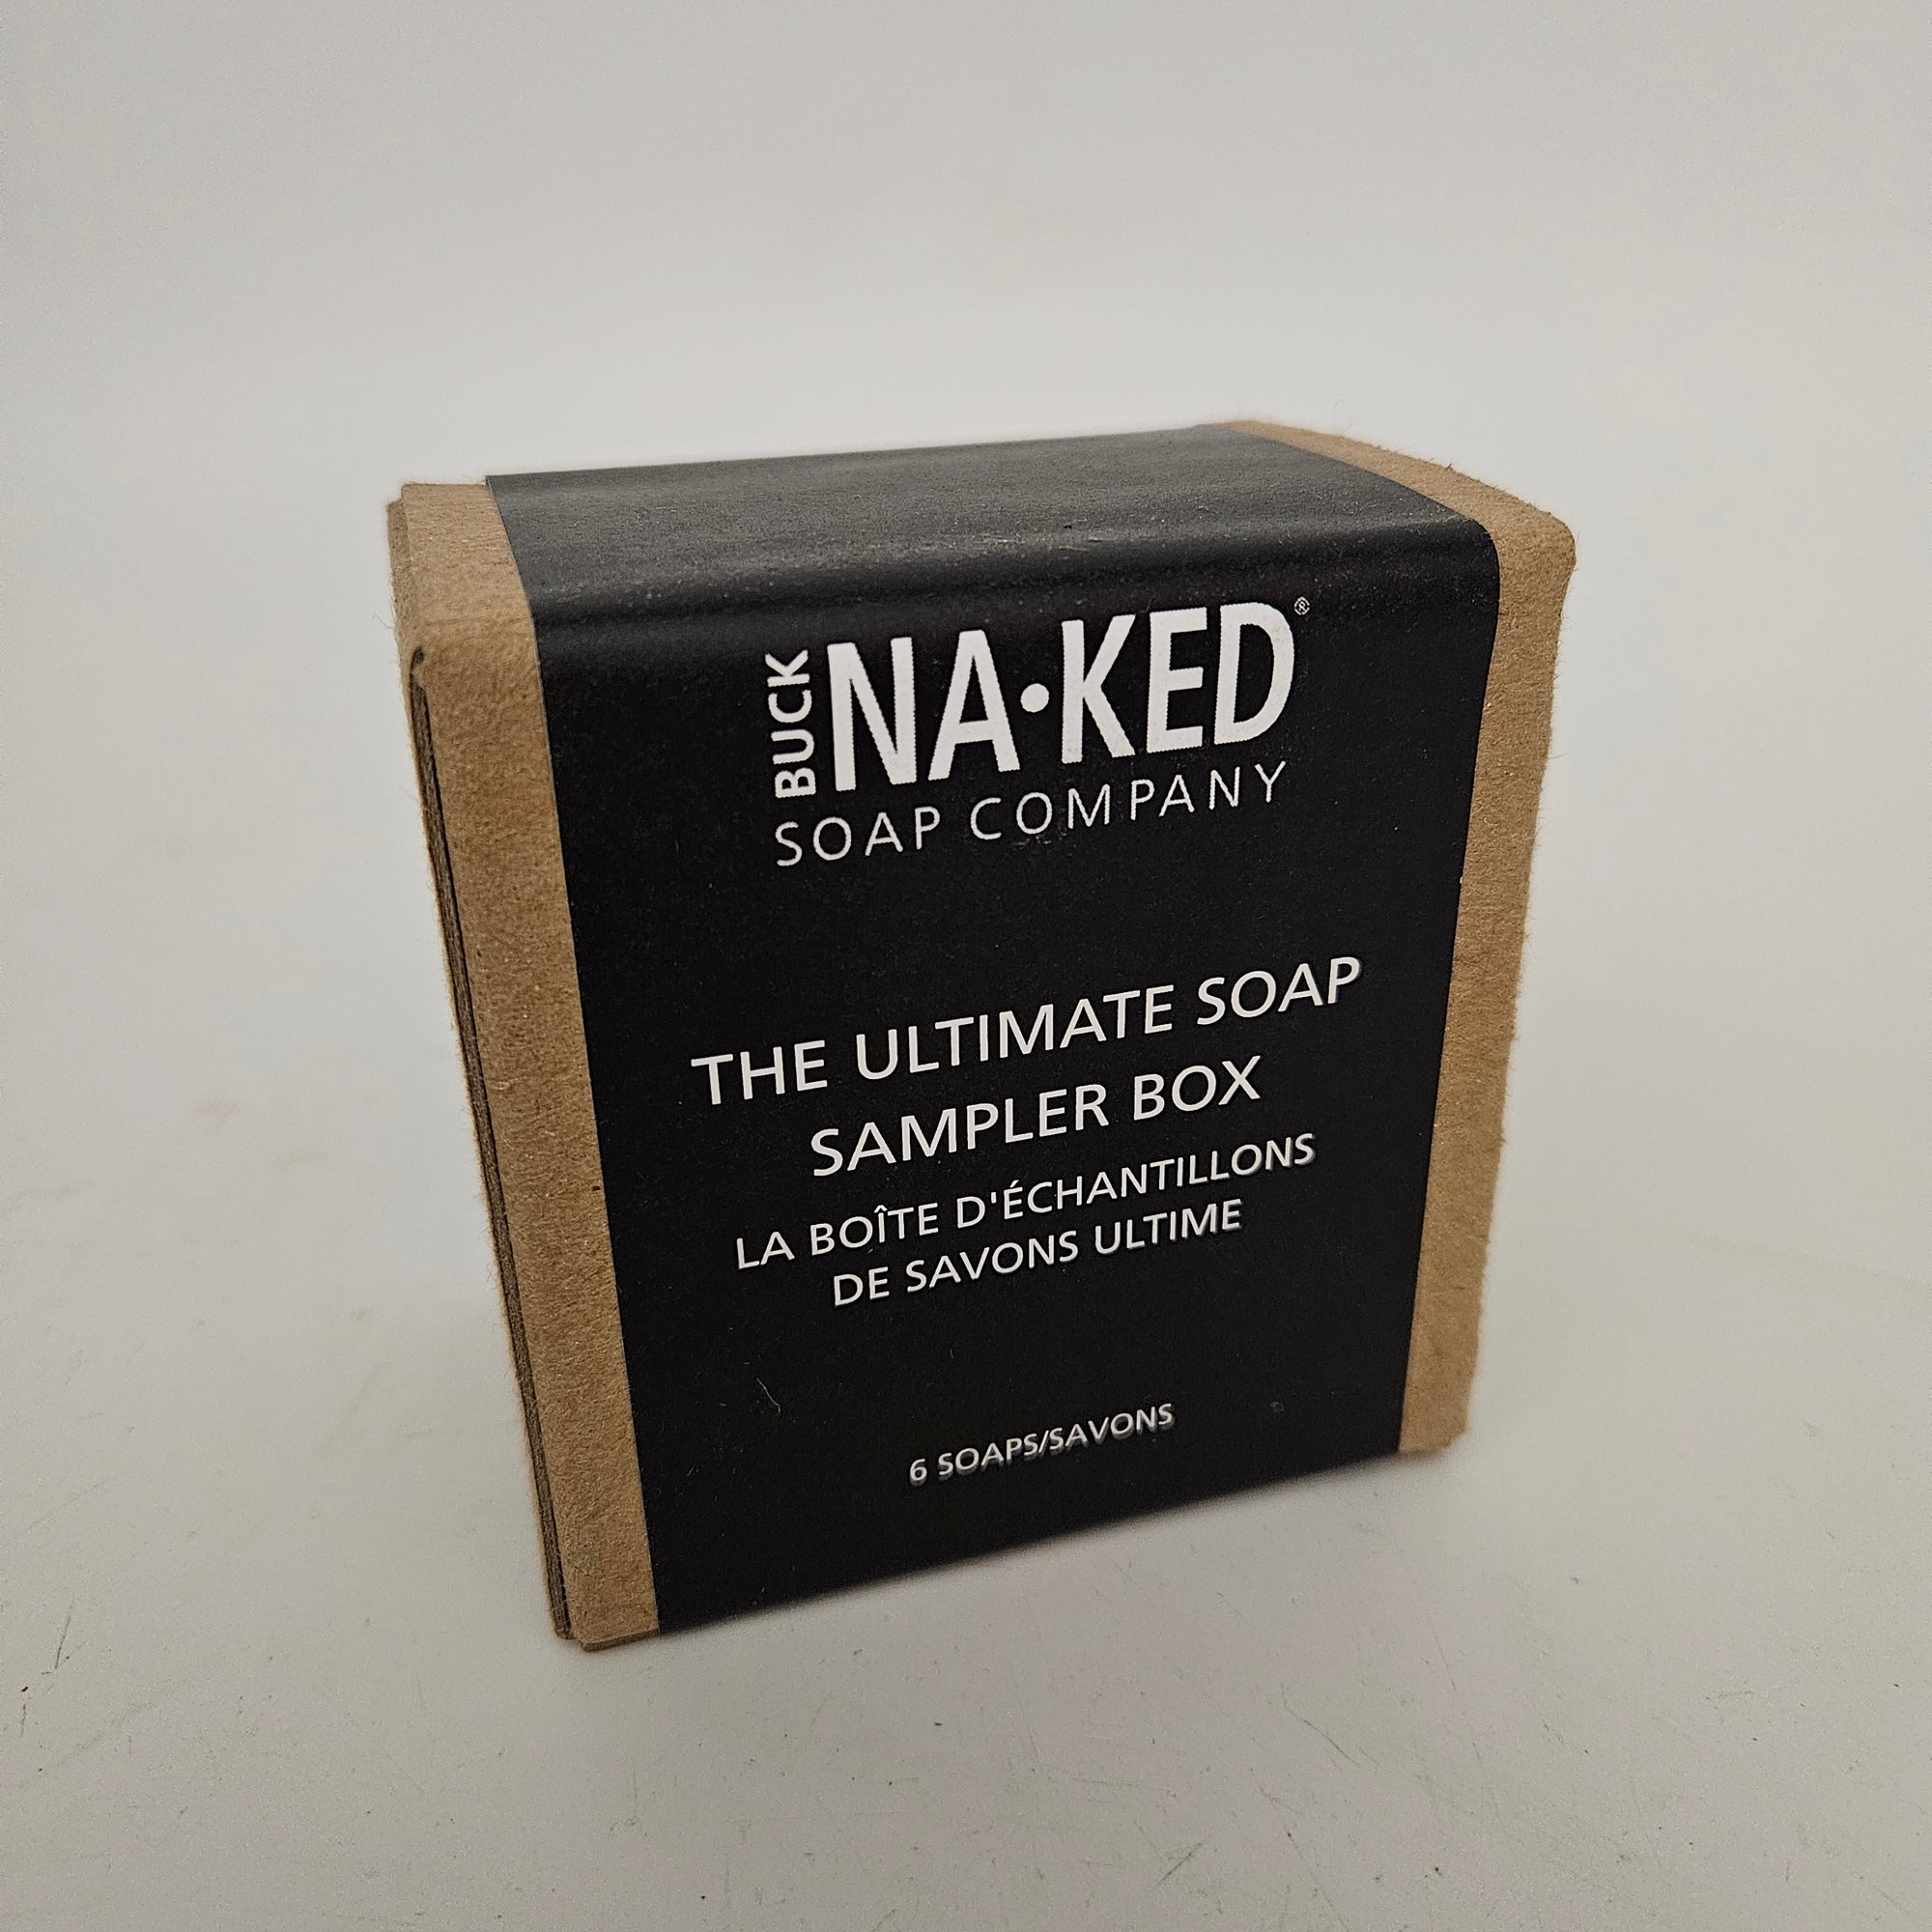 BUCK
NA•KED®
SOAP COMPANY
THE ULTIMATE SOAP
SAMPLER BOX
LA BOÎTE D'ÉCHANTILLONS
DE SAVONS ULTIME
6 SOAPS/SAVONS